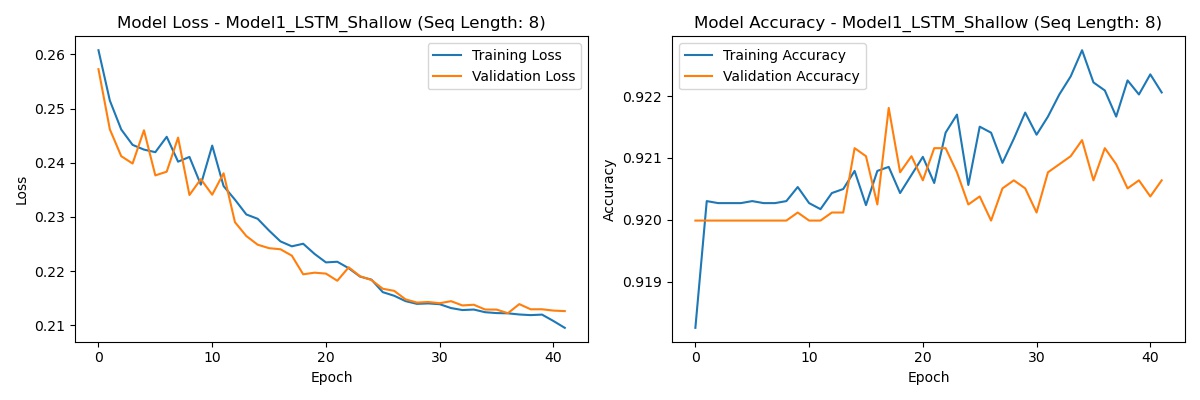 Model Loss - Model1_LSTM_Shallow (Seq Length: 8)
Training Loss
Validation Loss
0.26
0.25
0.24
0.23
0.22
0.21
Loss
0
10
20
30
40
Epoch
Model Accuracy - Model1_LSTM_Shallow (Seq Length: 8)
Training Accuracy
Validation Accuracy
0.922
0.921
0.920
0.919
Accuracy
0
10
20
30
40
Epoch